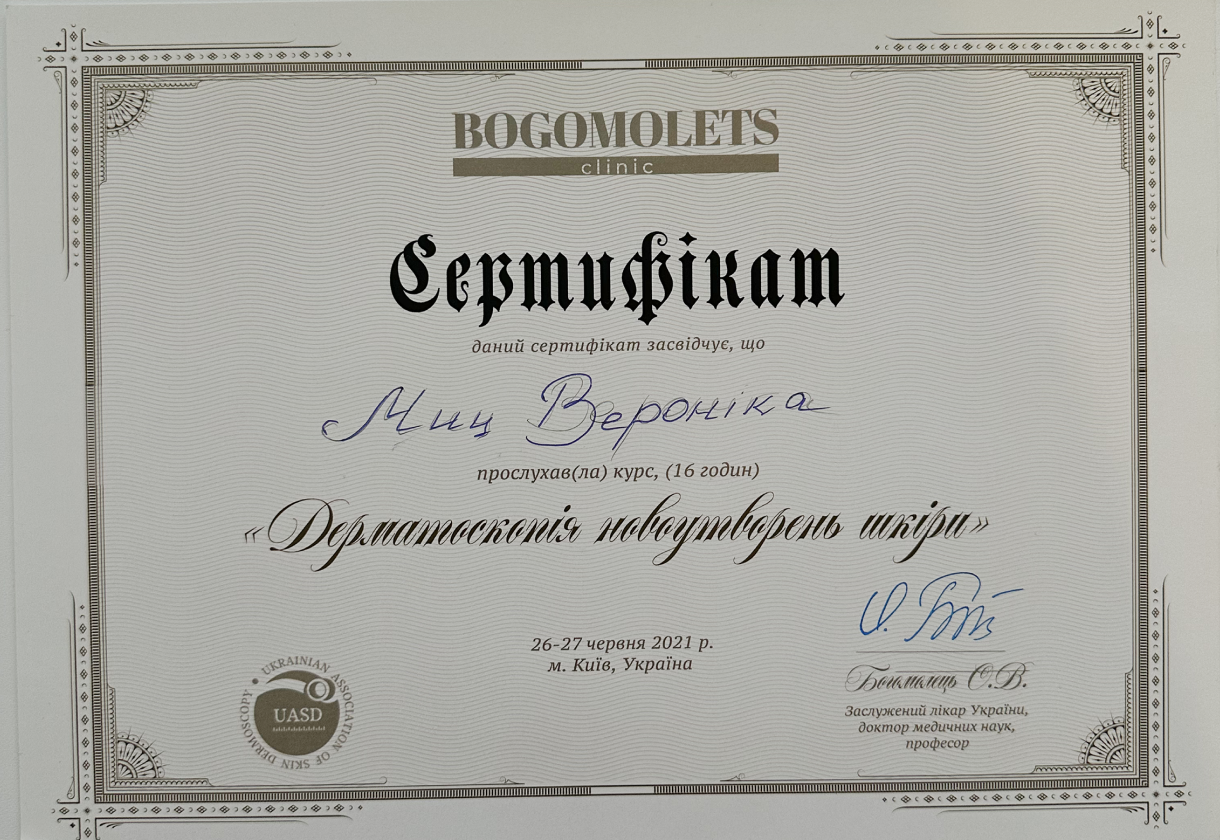 BOGOMOLETS
clinic
Сертифікат
даний сертифікат засвідчує, що
Миц Вероніка
прослухав(ла) курс, (16 годин)
«Дерматоскопія новоутворень шкіри»
26-27 червня 2021 р.
м. Київ, Україна
UKRAINIAN ASSOCIATION OF SKIN DERMOSCOPY
UASD
Богомолець О.В.
Заслужений лікар України,
доктор медичних наук,
професор